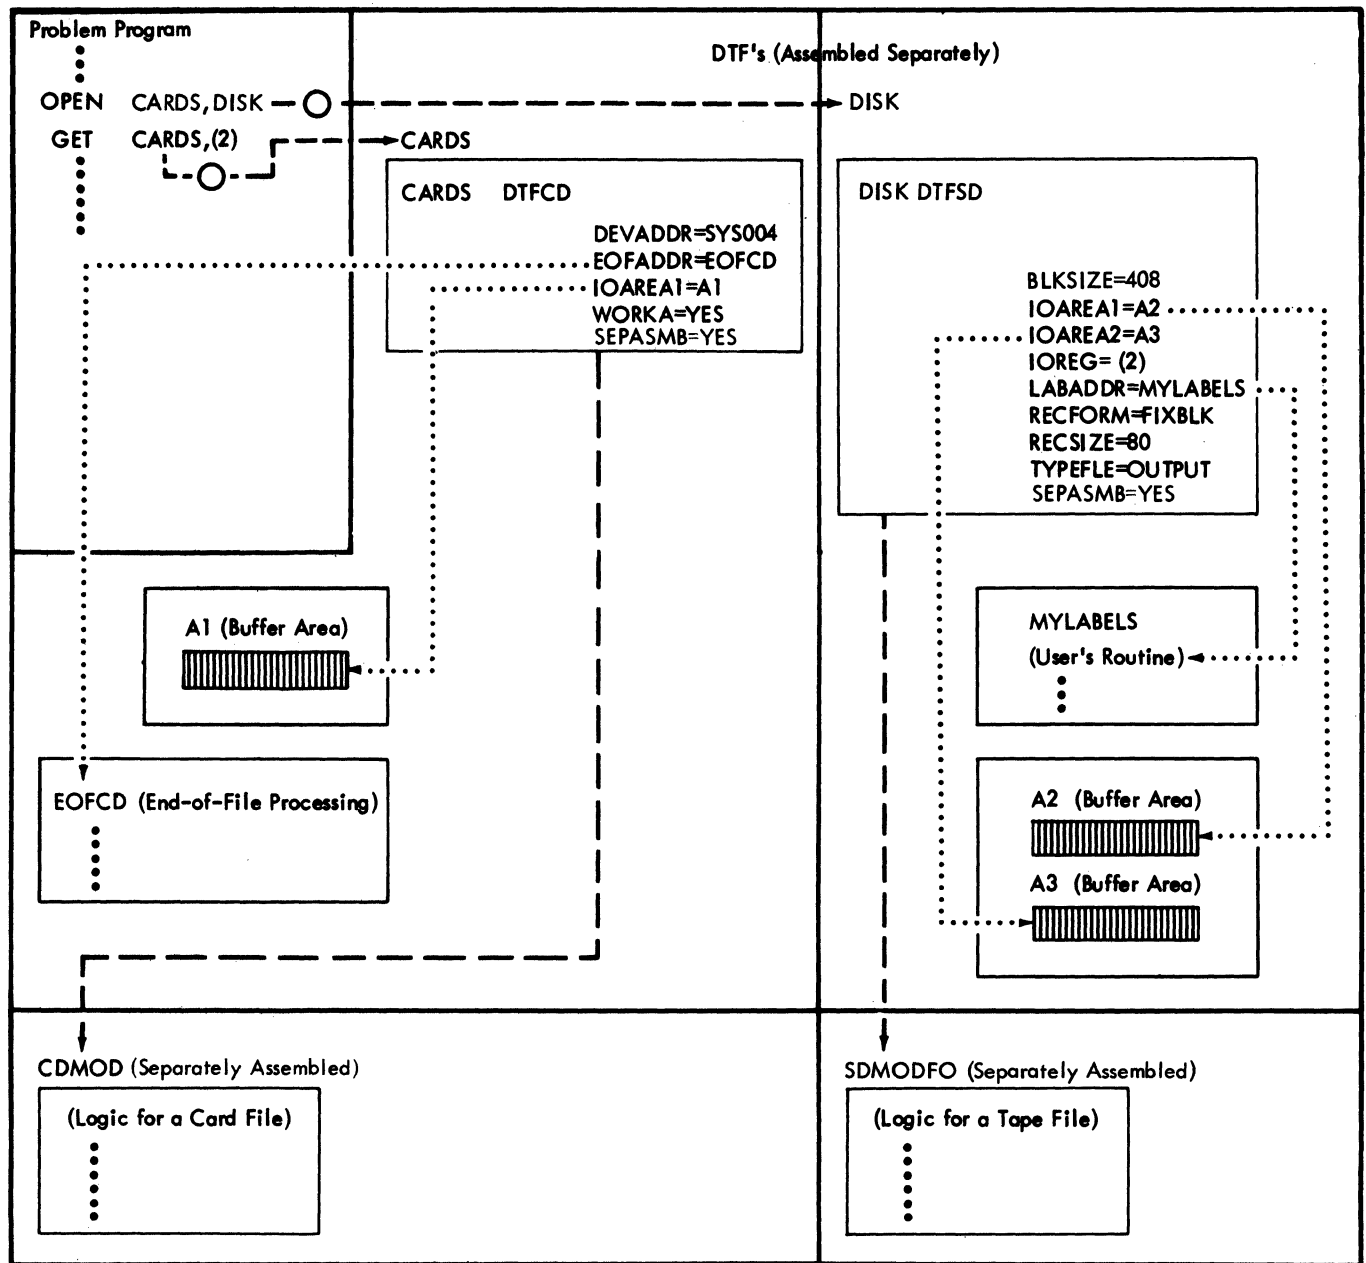 Problem Program
DTF's (Assembled Separately)
OPEN CARDS,DISK
DISK
GET CARDS,(2)
CARDS
CARDS DTFCD
DEVADDR=SYS004
EOFADDR=EOFCD
IOAREA1=A1
WORKA=YES
SEPASMB=YES
DISK DTFSD
BLKSIZE=408
IOAREA1=A2
IOAREA2=A3
IOREG= (2)
LABADDR=MYLABELS
RECFORM=FIXBLK
RECSIZE=80
TYPEFLE=OUTPUT
SEPASMB=YES
A1 (Buffer Area)
MYLABELS
(User's Routine)
EOFCD (End-of-File Processing)
A2 (Buffer Area)
A3 (Buffer Area)
CDMOD (Separately Assembled)
(Logic for a Card File)
SDMODFO (Separately Assembled)
(Logic for a Tape File)